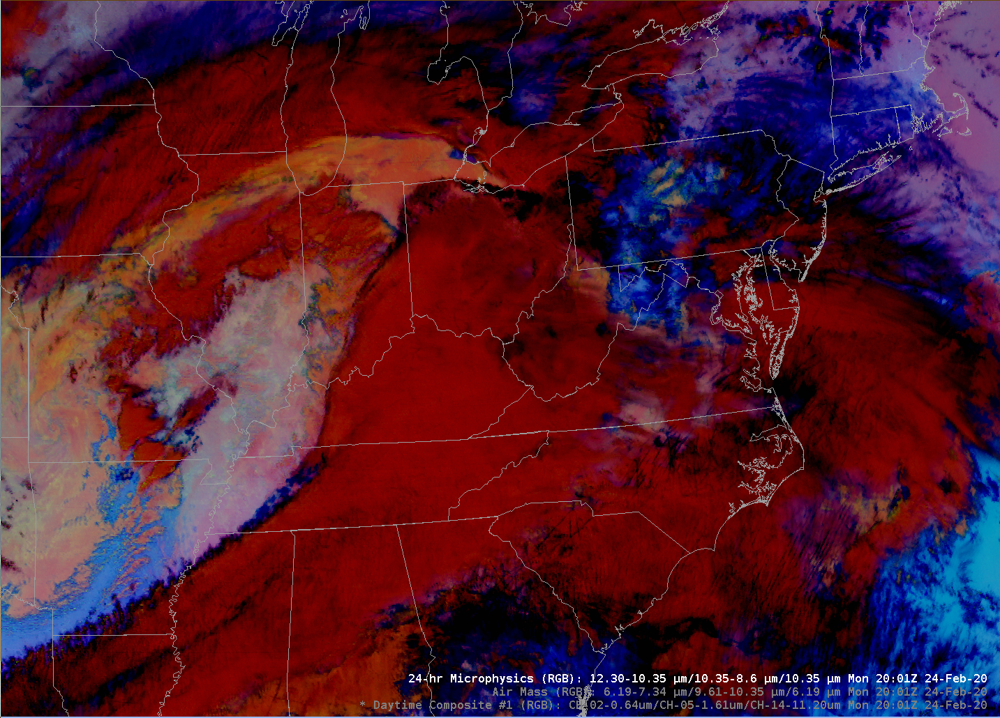 24-hr Microphysics (RGB): 12.30-10.35 µm/10.35-8.6 µm/10.35 µm Mon 20:01Z 24-Feb-20
Air Mass (RGB): 6.19-7.34 µm/9.61-10.35 µm/6.19 µm Mon 20:01Z 24-Feb-20
* Daytime Composite #1 (RGB): CH-02-0.64um/CH-05-1.61um/CH-14-11.20um Mon 20:01Z 24-Feb-20